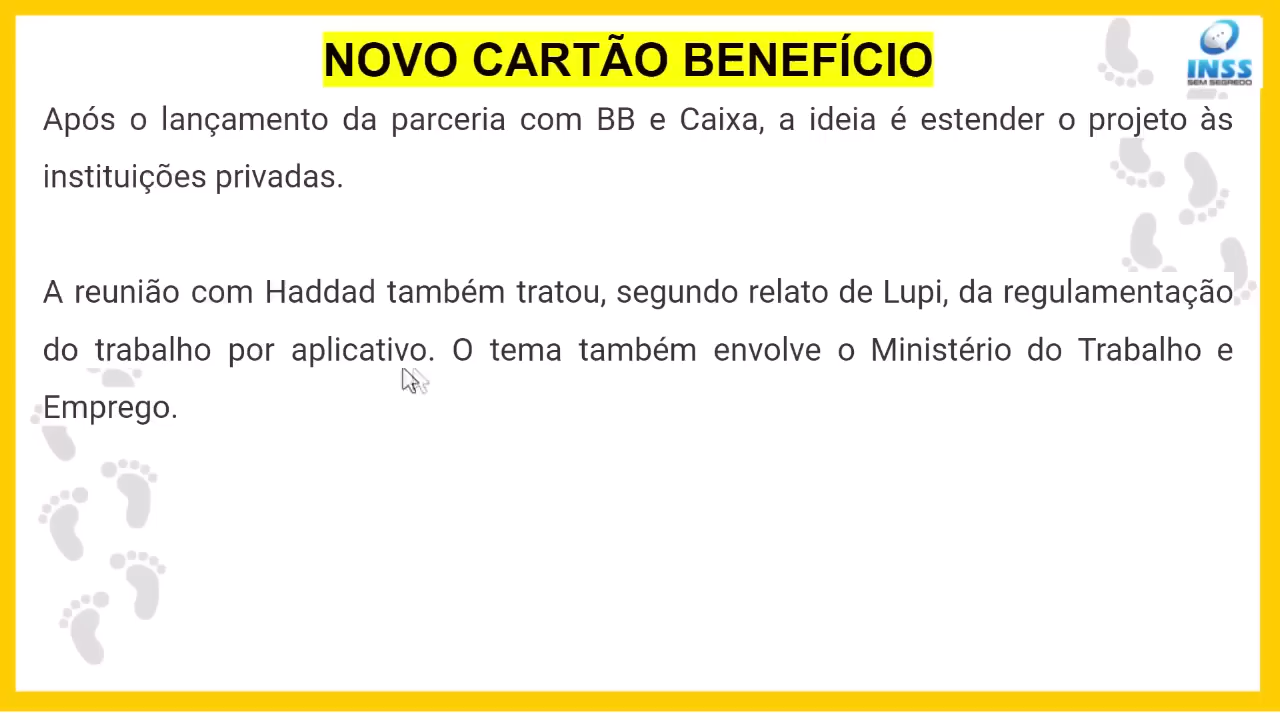 NOVO CARTÃO BENEFÍCIO
INSS
SEM SEGREDO
Após o lançamento da parceria com BB e Caixa, a ideia é estender o projeto às
instituições privadas.
A reunião com Haddad também tratou, segundo relato de Lupi, da regulamentação
do trabalho por aplicativo. O tema também envolve o Ministério do Trabalho e
Emprego.